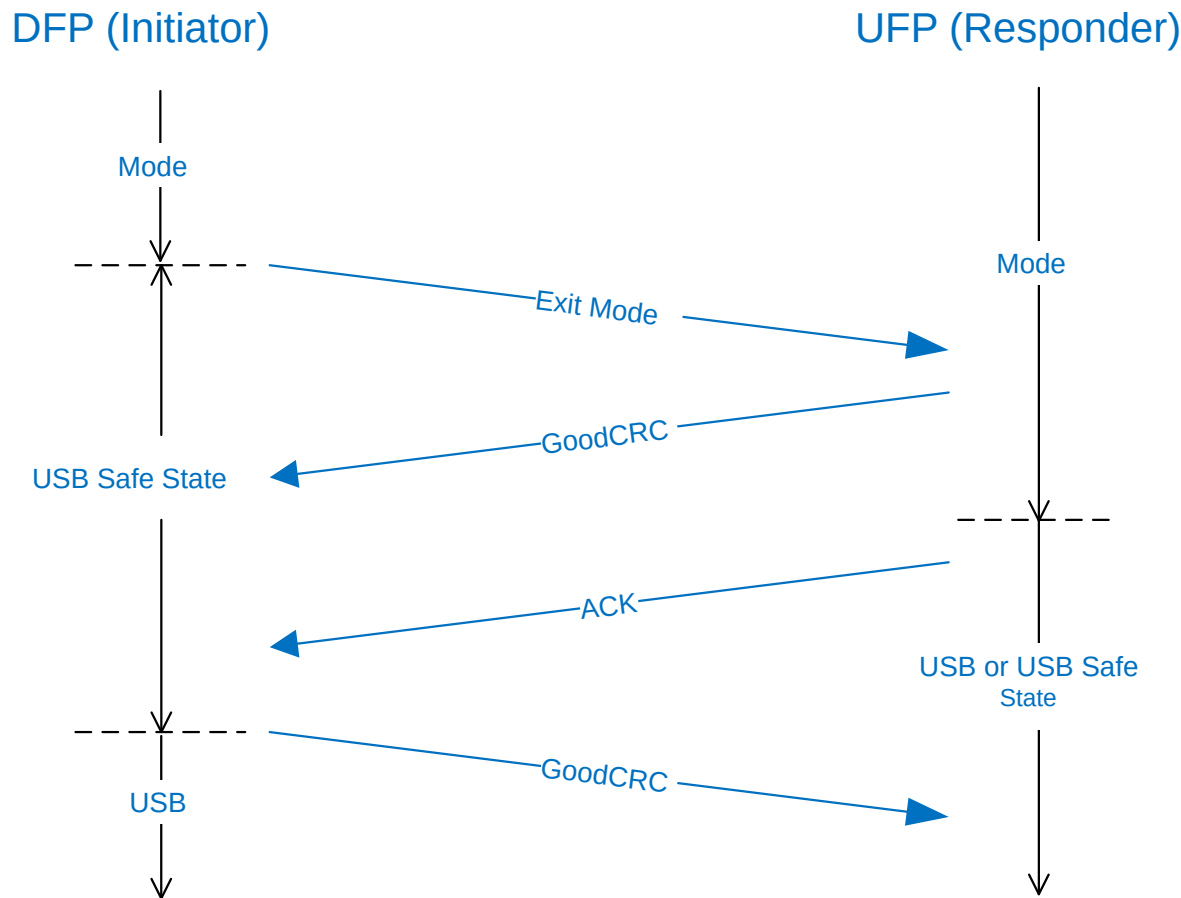 DFP (Initiator)
UFP (Responder)
Mode
Mode
Exit Mode
GoodCRC
USB Safe State
ACK
USB or USB Safe
State
GoodCRC
USB